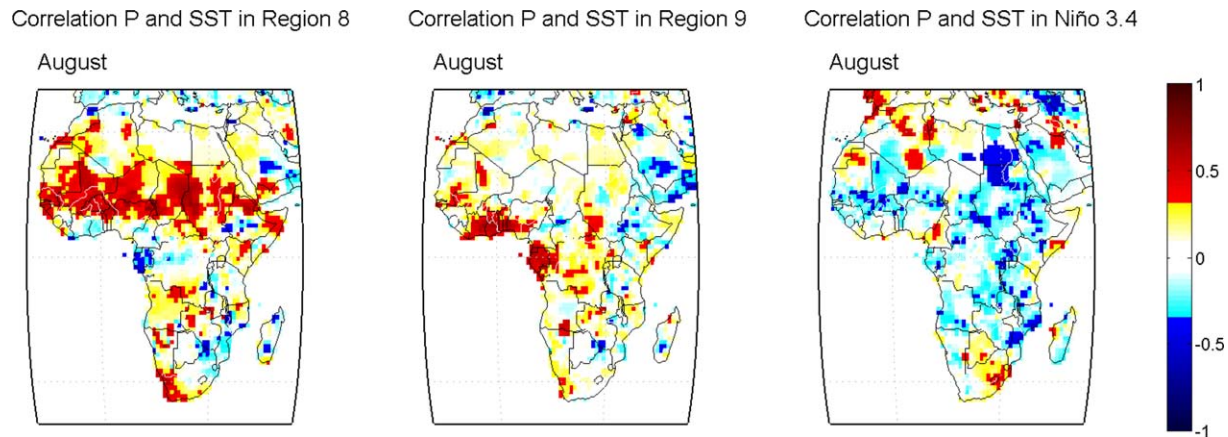 Correlation P and SST in Region 8
Correlation P and SST in Region 9
Correlation P and SST in Niño 3.4
August
August
August
1
0.5
0
-0.5
-1